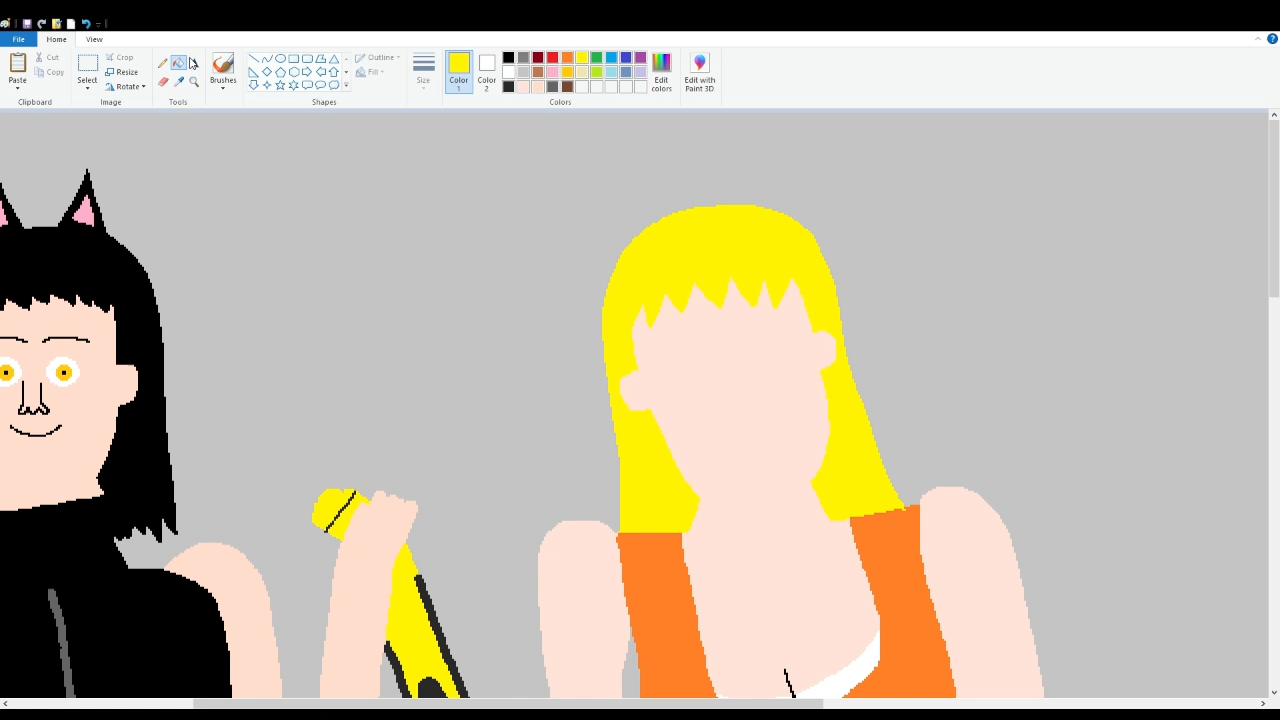 File Home View
Paste
Cut
Copy
Clipboard
Select
Crop
Resize
Rotate
Image
Tools
Brushes
Outline
Fill
Shapes
Size
Color
1
Color
2
Edit
colors
Colors
Edit with
Paint 3D